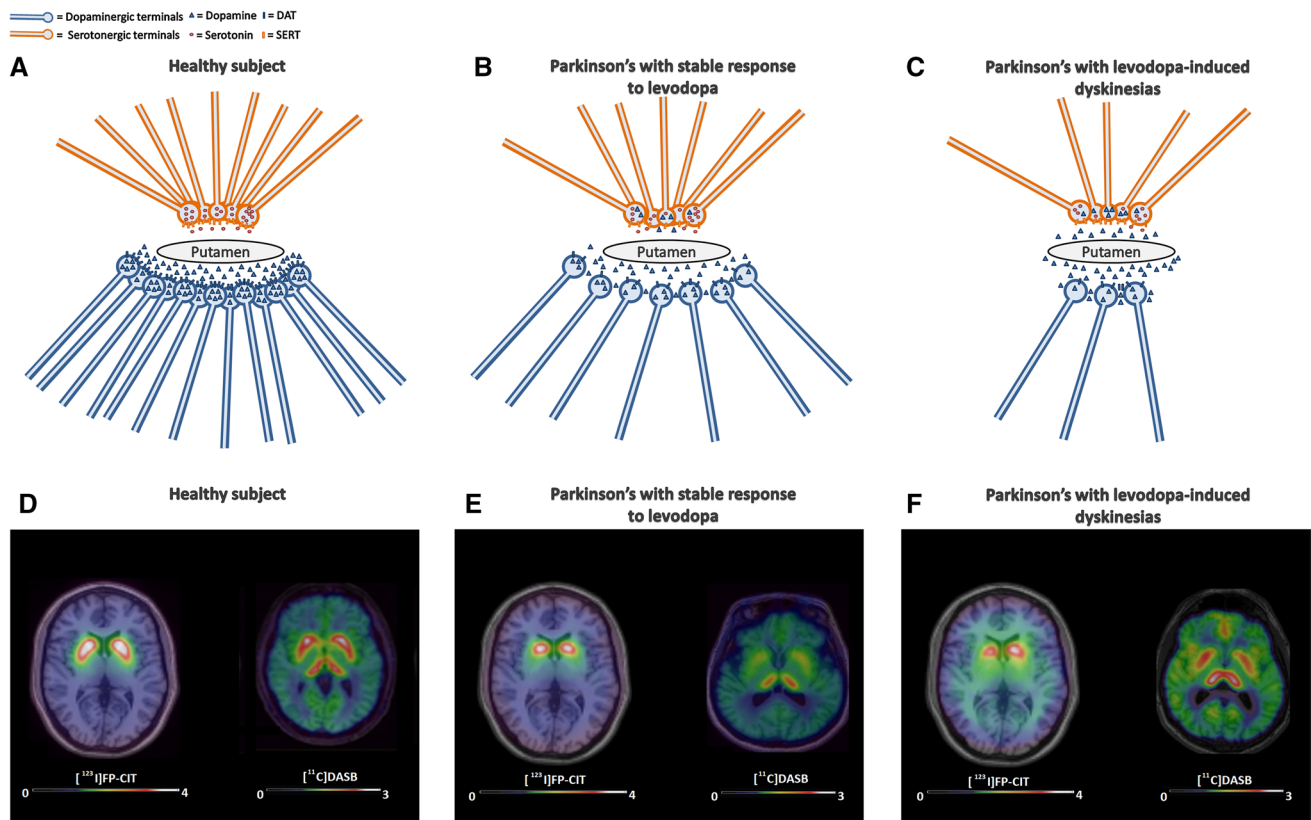 = Dopaminergic terminals = Dopamine = DAT
= Serotonergic terminals = Serotonin = SERT
A Healthy subject
B Parkinson's with stable response
to levodopa
C Parkinson's with levodopa-induced
dyskinesias
Putamen
Putamen
Putamen
D Healthy subject
E Parkinson's with stable response
to levodopa
F Parkinson's with levodopa-induced
dyskinesias
[¹²³I]FP-CIT
0 4
[¹¹C]DASB
0 3
[¹²³I]FP-CIT
0 4
[¹¹C]DASB
0 3
[¹²³I]FP-CIT
0 4
[¹¹C]DASB
0 3